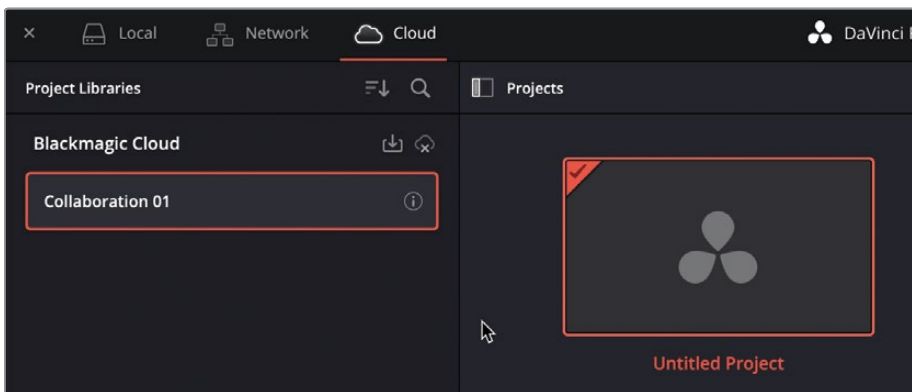 × Local Network Cloud DaVinci
Project Libraries Projects
Blackmagic Cloud
Collaboration 01
Untitled Project